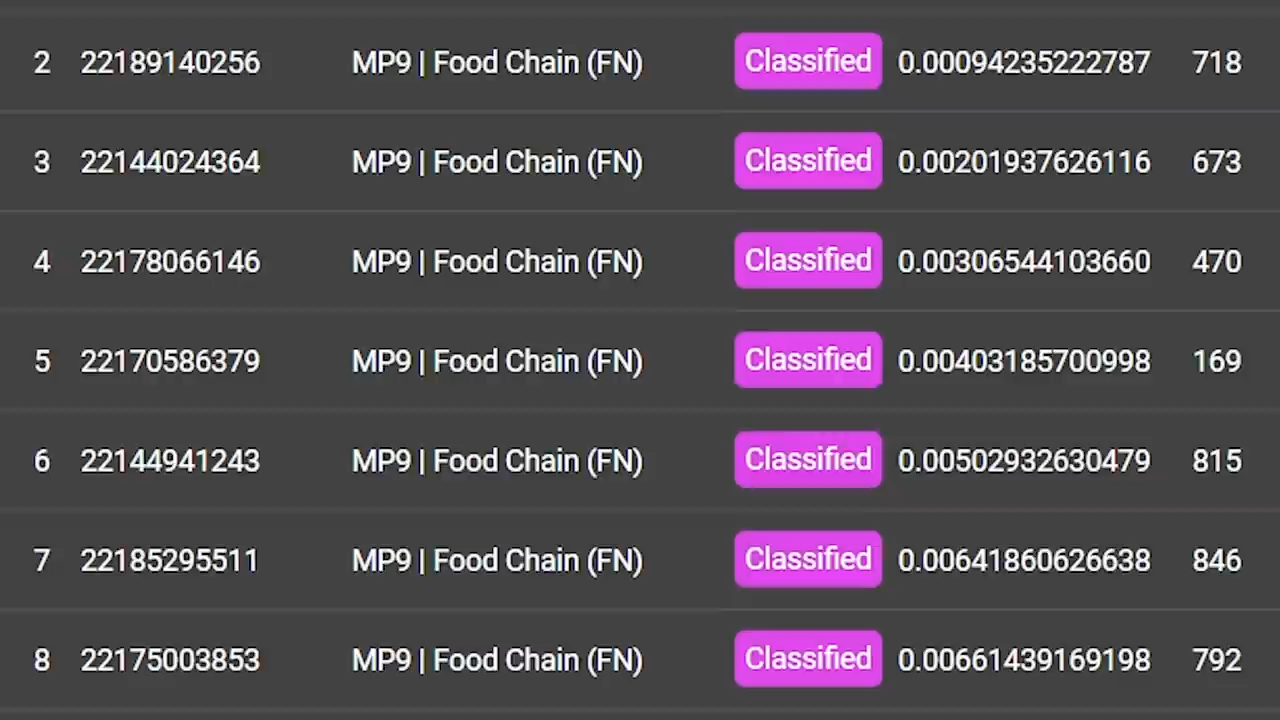 2 22189140256 MP9 | Food Chain (FN) Classified 0.00094235222787 718
3 22144024364 MP9 | Food Chain (FN) Classified 0.00201937626116 673
4 22178066146 MP9 | Food Chain (FN) Classified 0.00306544103660 470
5 22170586379 MP9 | Food Chain (FN) Classified 0.00403185700998 169
6 22144941243 MP9 | Food Chain (FN) Classified 0.00502932630479 815
7 22185295511 MP9 | Food Chain (FN) Classified 0.00641860626638 846
8 22175003853 MP9 | Food Chain (FN) Classified 0.00661439169198 792